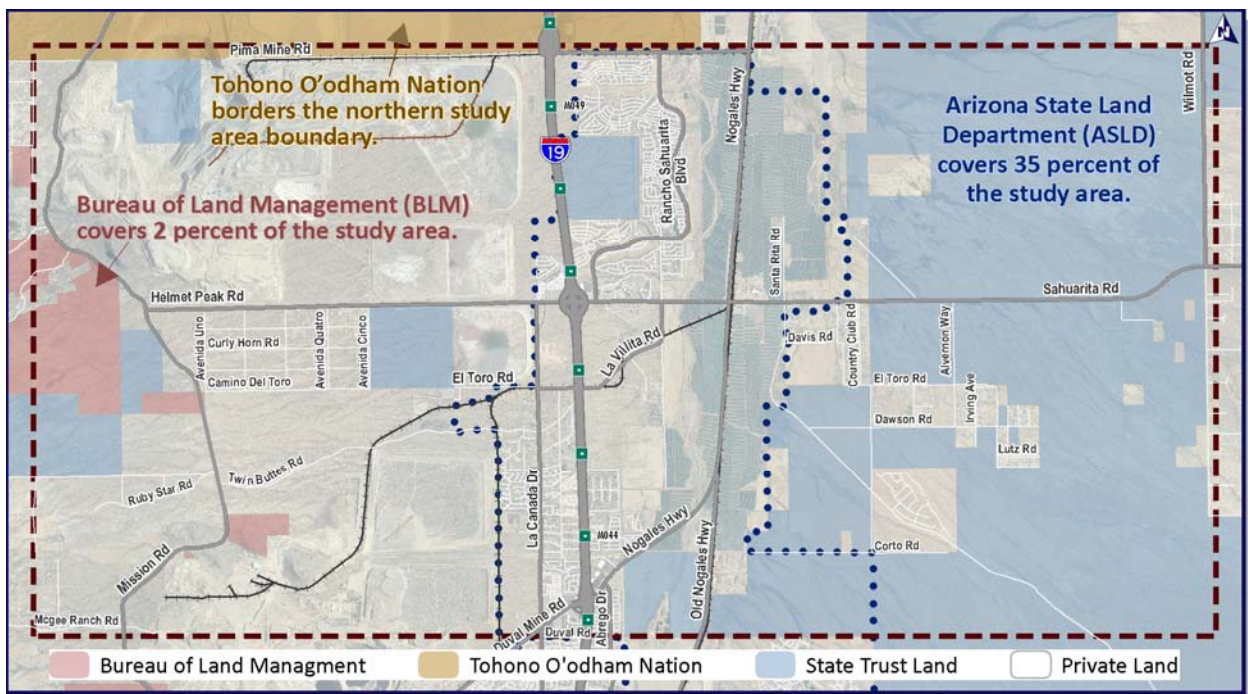 N
Pima Mine Rd
Tohono O'odham Nation
borders the northern study
area boundary.
M049
19
Rancho Sahuarita
Blvd
Nogales Hwy
Wilmot Rd
Arizona State Land
Department (ASLD)
covers 35 percent of
the study area.
Bureau of Land Management (BLM)
covers 2 percent of the study area.
Santa Rita Rd
Helmet Peak Rd
Sahuarita Rd
Avenida Uno
Curly Horn Rd
Avenida Quatro
Avenida Cinco
Camino Del Toro
El Toro Rd
La Villita Rd
Davis Rd
Country Club Rd
Alvernon Way
El Toro Rd
Irving Ave
Dawson Rd
Lutz Rd
Twin Buttes Rd
Ruby Star Rd
La Canada Dr
M044
Nogales Hwy
Old Nogales Hwy
Corto Rd
Mission Rd
Mcgee Ranch Rd
Duval Mine Rd
Duval Rd
Abrego Dr
Bureau of Land Managment
Tohono O'odham Nation
State Trust Land
Private Land